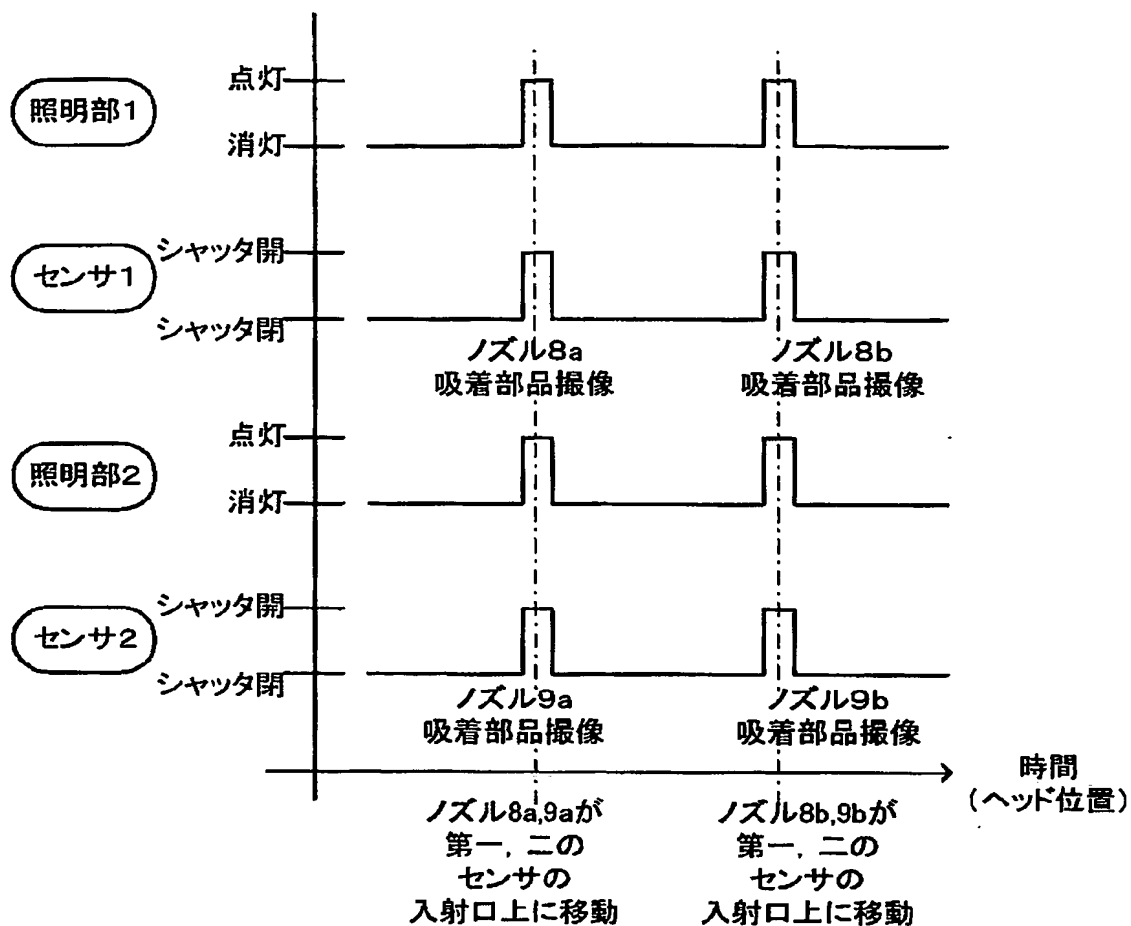 照明部1
点灯
消灯
センサ1
シャッタ開
シャッタ閉
ノズル8a
吸着部品撮像
ノズル8b
吸着部品撮像
照明部2
点灯
消灯
センサ2
シャッタ開
シャッタ閉
ノズル9a
吸着部品撮像
ノズル9b
吸着部品撮像
時間
(ヘッド位置)
ノズル8a,9aが
第一, 二の
センサの
入射口上に移動
ノズル8b,9bが
第一, 二の
センサの
入射口上に移動